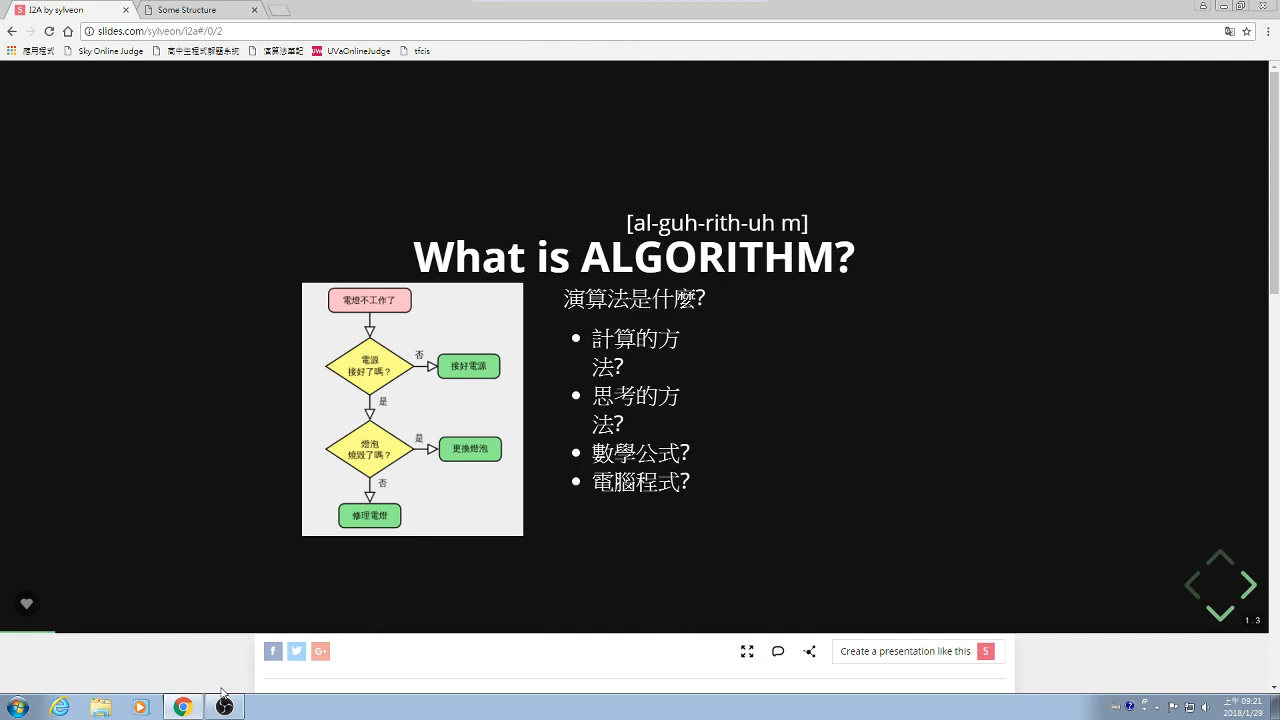 I2A by sylveon
Some Structure
slides.com/sylveon/i2a#/0/2
應用程式
Sky Online Judge
高中生程式解題系統
演算法筆記
UVaOnlineJudge
tfcis
[al-guh-rith-uh m]
What is ALGORITHM?
電燈不工作了
電源
接好了嗎？
否
接好電源
是
燈泡
燒毀了嗎？
是
更換燈泡
否
修理電燈
演算法是什麼?
計算的方
法?
思考的方
法?
數學公式?
電腦程式?
1.3
Create a presentation like this
S
上午 09:21
2018/1/29